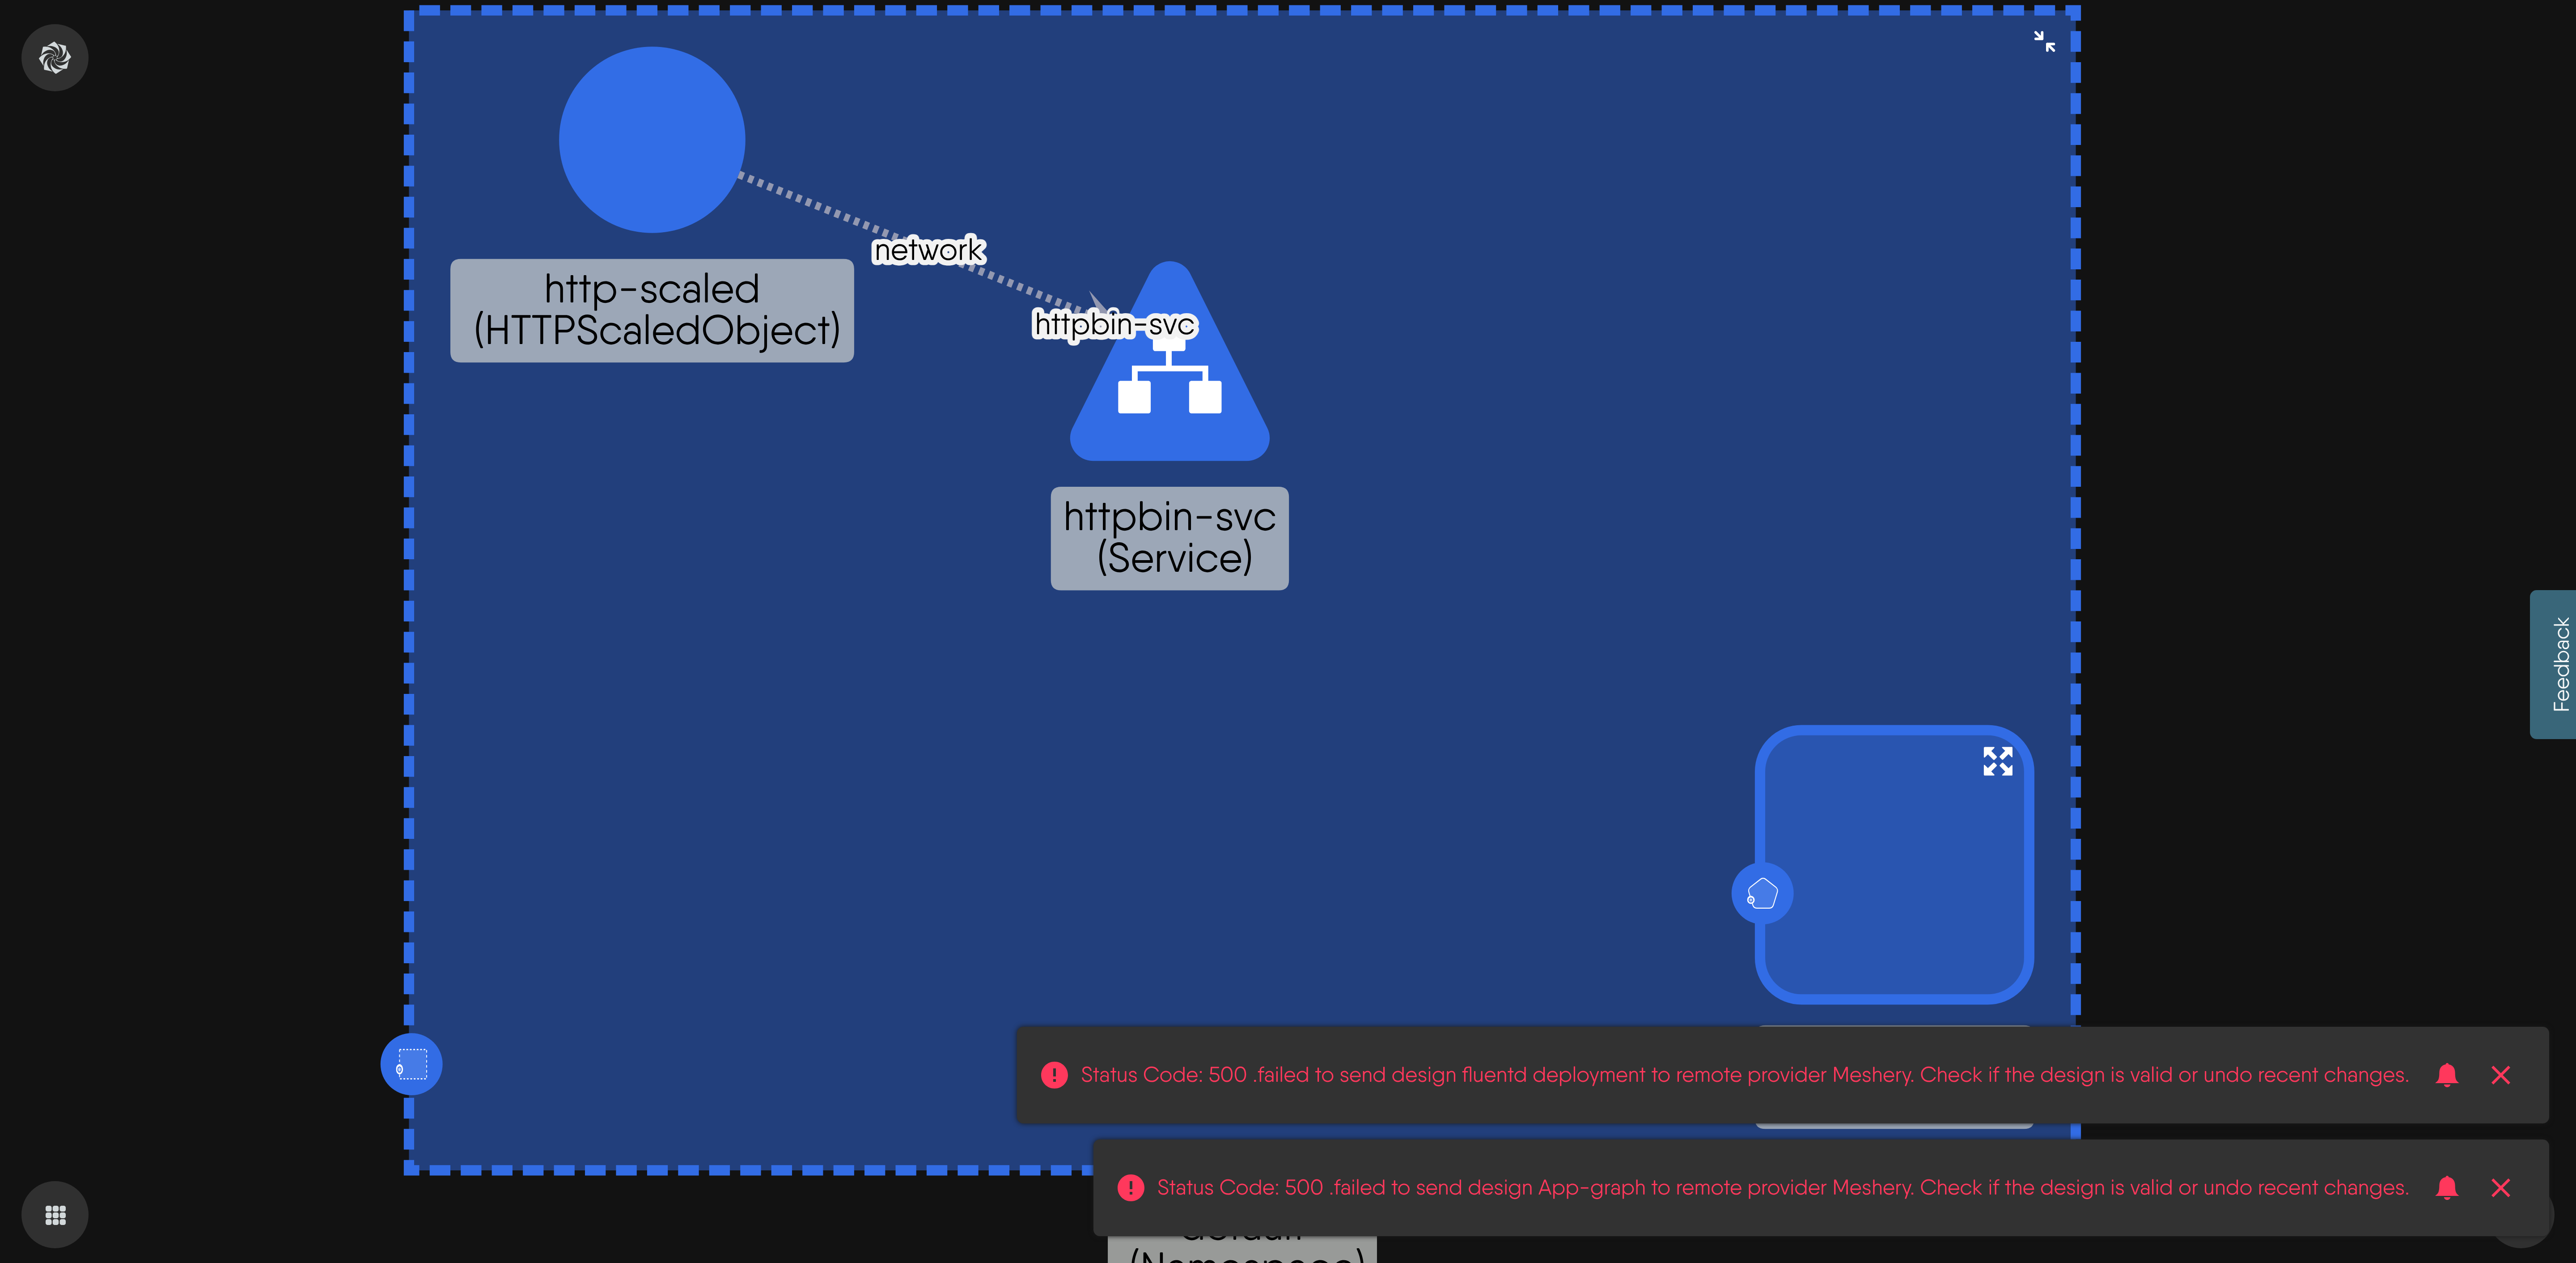 network
http-scaled
(HTTPScaledObject)
httpbin-svc
httpbin-svc
(Service)
Feedback
Status Code: 500 .failed to send design fluentd deployment to remote provider Meshery. Check if the design is valid or undo recent changes.
Status Code: 500 .failed to send design App-graph to remote provider Meshery. Check if the design is valid or undo recent changes.
default
(Namespace)